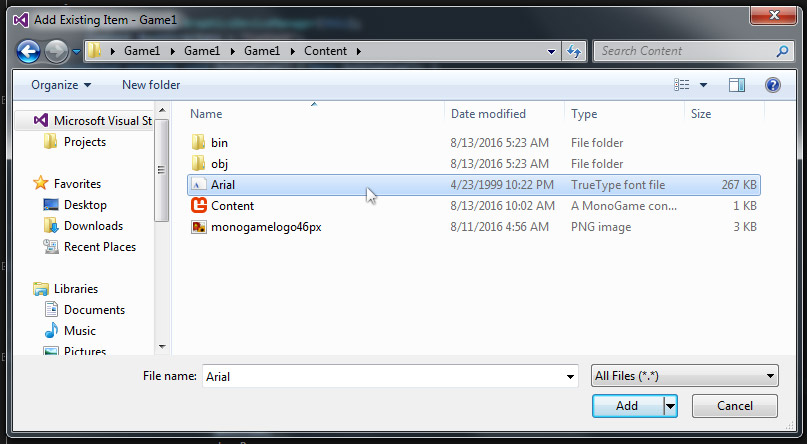 Add Existing Item - Game1
Game1 Game1 Game1 Content
Search Content
Organize New folder
Microsoft Visual St
Projects
Favorites
Desktop
Downloads
Recent Places
Libraries
Documents
Music
Pictures
Name Date modified Type Size
bin 8/13/2016 5:23 AM File folder
obj 8/13/2016 5:23 AM File folder
Arial 4/23/1999 10:22 PM TrueType font file 267 KB
Content 8/13/2016 10:02 AM A MonoGame con... 1 KB
monogamelogo46px 8/11/2016 4:56 AM PNG image 3 KB
File name: Arial All Files (*.*)
Add Cancel